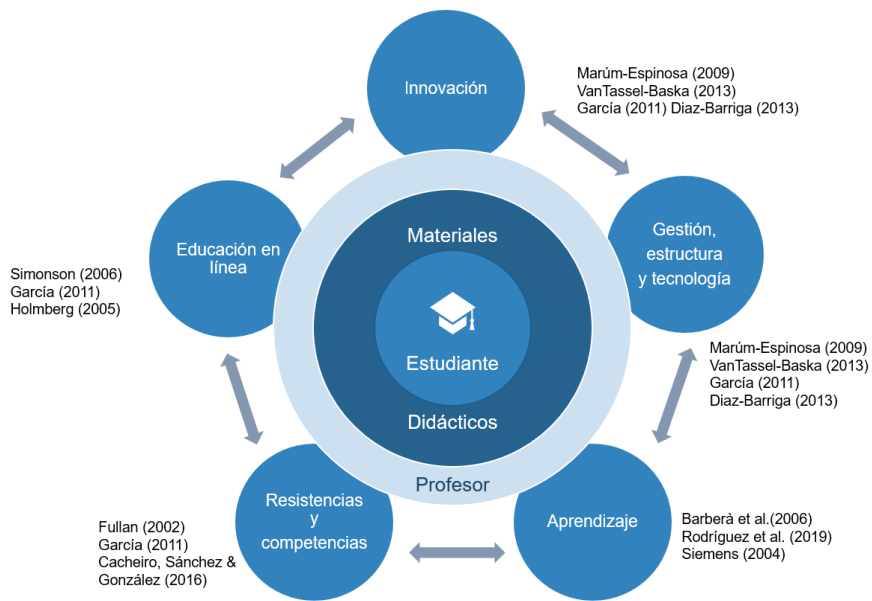 Innovación
Marúm-Espinosa (2009)
VanTassel-Baska (2013)
García (2011) Diaz-Barriga (2013)
Gestión,
estructura
y tecnología
Marúm-Espinosa (2009)
VanTassel-Baska (2013)
García (2011)
Diaz-Barriga (2013)
Educación en
línea
Simonson (2006)
García (2011)
Holmberg (2005)
Materiales
Estudiante
Didácticos
Profesor
Resistencias
y
competencias
Fullan (2002)
García (2011)
Cacheiro, Sánchez &
González (2016)
Aprendizaje
Barberà et al.(2006)
Rodríguez et al. (2019)
Siemens (2004)